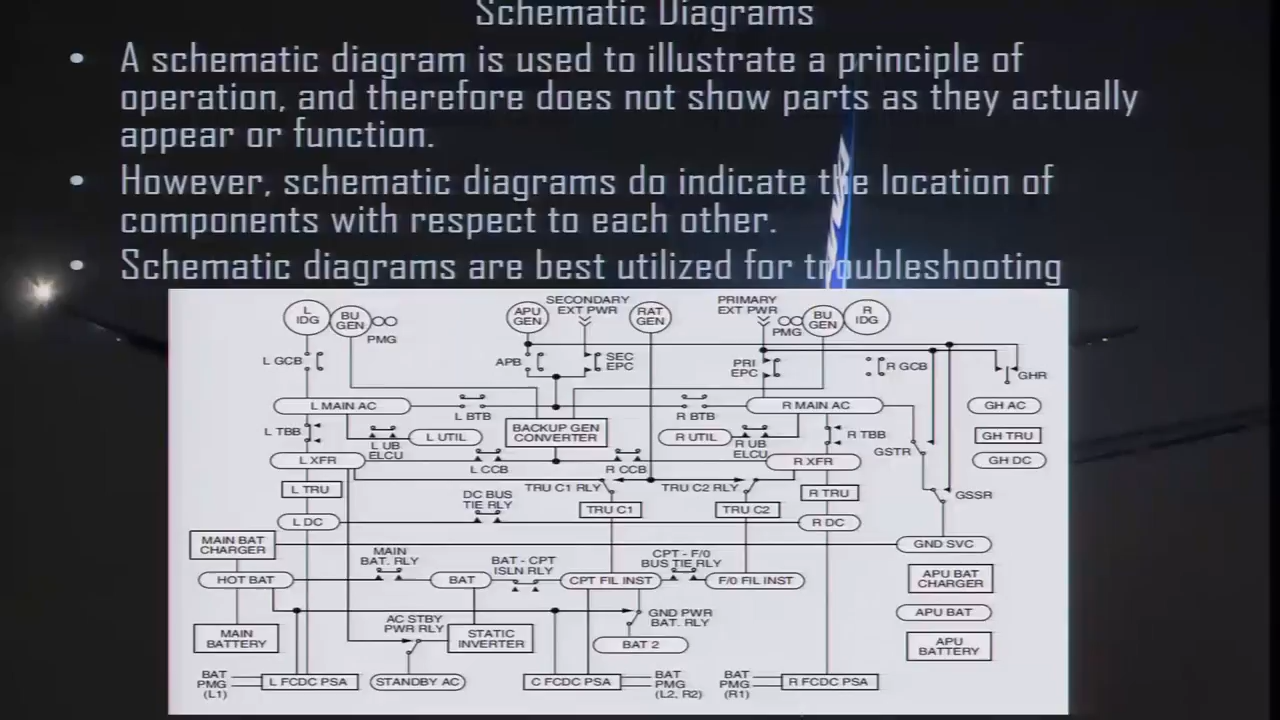 Schematic Diagrams
• A schematic diagram is used to illustrate a principle of
operation, and therefore does not show parts as they actually
appear or function.
• However, schematic diagrams do indicate the location of
components with respect to each other.
• Schematic diagrams are best utilized for troubleshooting
L IDG
BU GEN
PMG
APU GEN
SECONDARY EXT PWR
RAT GEN
PRIMARY EXT PWR
PMG
BU GEN
R IDG
L GCB
APB
SEC EPC
PRI EPC
R GCB
GHR
L MAIN AC
L BTB
R BTB
R MAIN AC
GH AC
L TBB
L UB ELCU
L UTIL
BACKUP GEN CONVERTER
R UTIL
R UB ELCU
R TBB
GSTR
GH TRU
L XFR
L CCB
R CCB
R XFR
GH DC
L TRU
DC BUS TIE RLY
TRU C1 RLY
TRU C2 RLY
R TRU
GSSR
TRU C1
TRU C2
L DC
R DC
MAIN BAT CHARGER
GND SVC
MAIN BAT. RLY
BAT - CPT ISLN RLY
CPT - F/0 BUS TIE RLY
HOT BAT
BAT
CPT FIL INST
F/0 FIL INST
APU BAT CHARGER
AC STBY PWR RLY
GND PWR BAT. RLY
APU BAT
MAIN BATTERY
STATIC INVERTER
BAT 2
APU BATTERY
BAT PMG (L1)
L FCDC PSA
STANDBY AC
C FCDC PSA
BAT PMG (L2, R2)
BAT PMG (R1)
R FCDC PSA